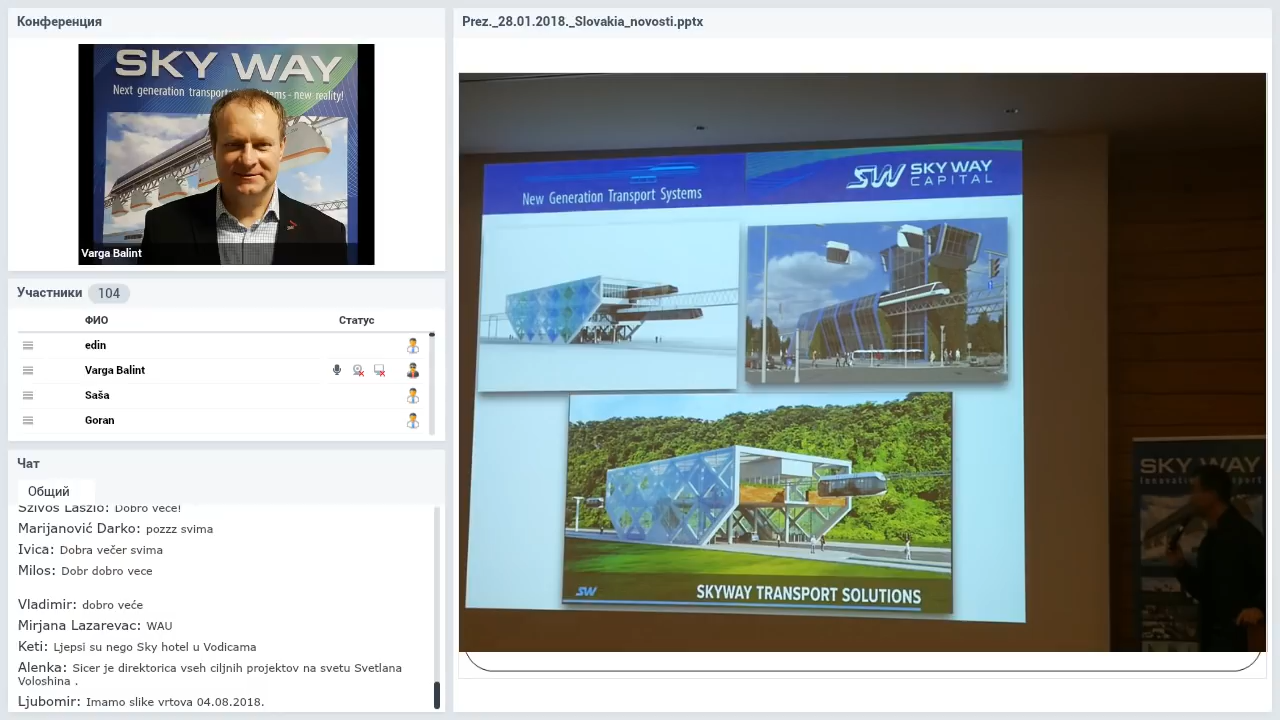 Конференция
SKY WAY
Next generation transportation systems - new reality!
Varga Balint
Участники 104
ФИО Статус
edin
Varga Balint
Saša
Goran
Чат
Общий
Szivos Laszlo: Dobro vece!
Marijanović Darko: pozzz svima
Ivica: Dobra večer svima
Milos: Dobr dobro vece
Vladimir: dobro veće
Mirjana Lazarevac: WAU
Keti: Ljepsi su nego Sky hotel u Vodicama
Alenka: Sicer je direktorica vseh ciljnih projektov na svetu Svetlana
Voloshina .
Ljubomir: Imamo slike vrtova 04.08.2018.
Prez._28.01.2018._Slovakia_novosti.pptx
New Generation Transport Systems
SW SKY WAY
CAPITAL
SW
SKYWAY TRANSPORT SOLUTIONS
SKY WAY